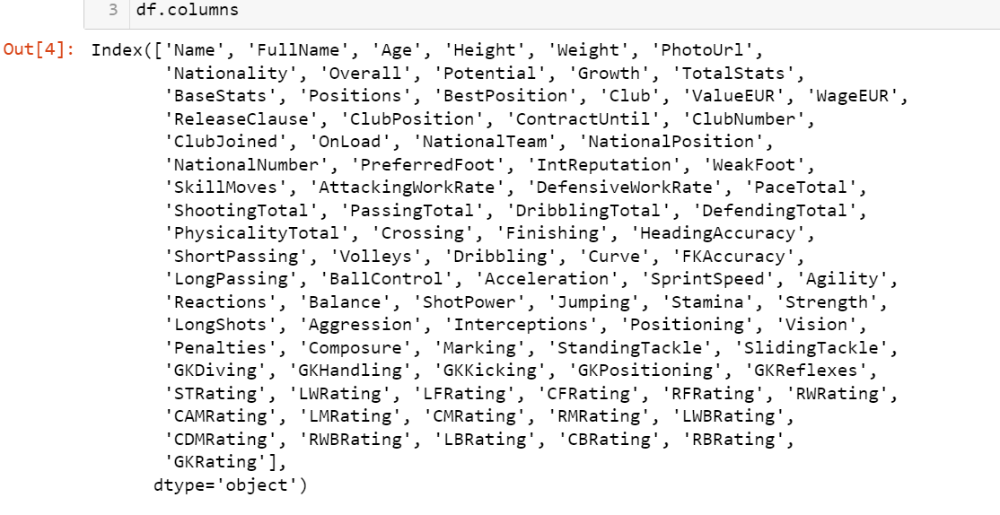 3 df.columns
Out[4]: Index(['Name', 'FullName', 'Age', 'Height', 'Weight', 'PhotoUrl',
'Nationality', 'Overall', 'Potential', 'Growth', 'TotalStats',
'BaseStats', 'Positions', 'BestPosition', 'Club', 'ValueEUR', 'WageEUR',
'ReleaseClause', 'ClubPosition', 'ContractUntil', 'ClubNumber',
'ClubJoined', 'OnLoad', 'NationalTeam', 'NationalPosition',
'NationalNumber', 'PreferredFoot', 'IntReputation', 'WeakFoot',
'SkillMoves', 'AttackingWorkRate', 'DefensiveWorkRate', 'PaceTotal',
'ShootingTotal', 'PassingTotal', 'DribblingTotal', 'DefendingTotal',
'PhysicalityTotal', 'Crossing', 'Finishing', 'HeadingAccuracy',
'ShortPassing', 'Volleys', 'Dribbling', 'Curve', 'FKAccuracy',
'LongPassing', 'BallControl', 'Acceleration', 'SprintSpeed', 'Agility',
'Reactions', 'Balance', 'ShotPower', 'Jumping', 'Stamina', 'Strength',
'LongShots', 'Aggression', 'Interceptions', 'Positioning', 'Vision',
'Penalties', 'Composure', 'Marking', 'StandingTackle', 'SlidingTackle',
'GKDiving', 'GKHandling', 'GKKicking', 'GKPositioning', 'GKReflexes',
'STRating', 'LWRating', 'LFRating', 'CFRating', 'RFRating', 'RWRating',
'CAMRating', 'LMRating', 'CMRating', 'RMRating', 'LWBRating',
'CDMRating', 'RWBRating', 'LBRating', 'CBRating', 'RBRating',
'GKRating'],
dtype='object')